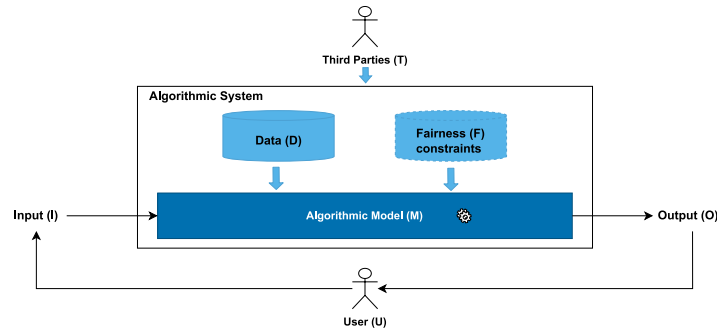 Third Parties (T)
Algorithmic System
Data (D)
Fairness (F)
constraints
Input (I)
Algorithmic Model (M)
Output (O)
User (U)